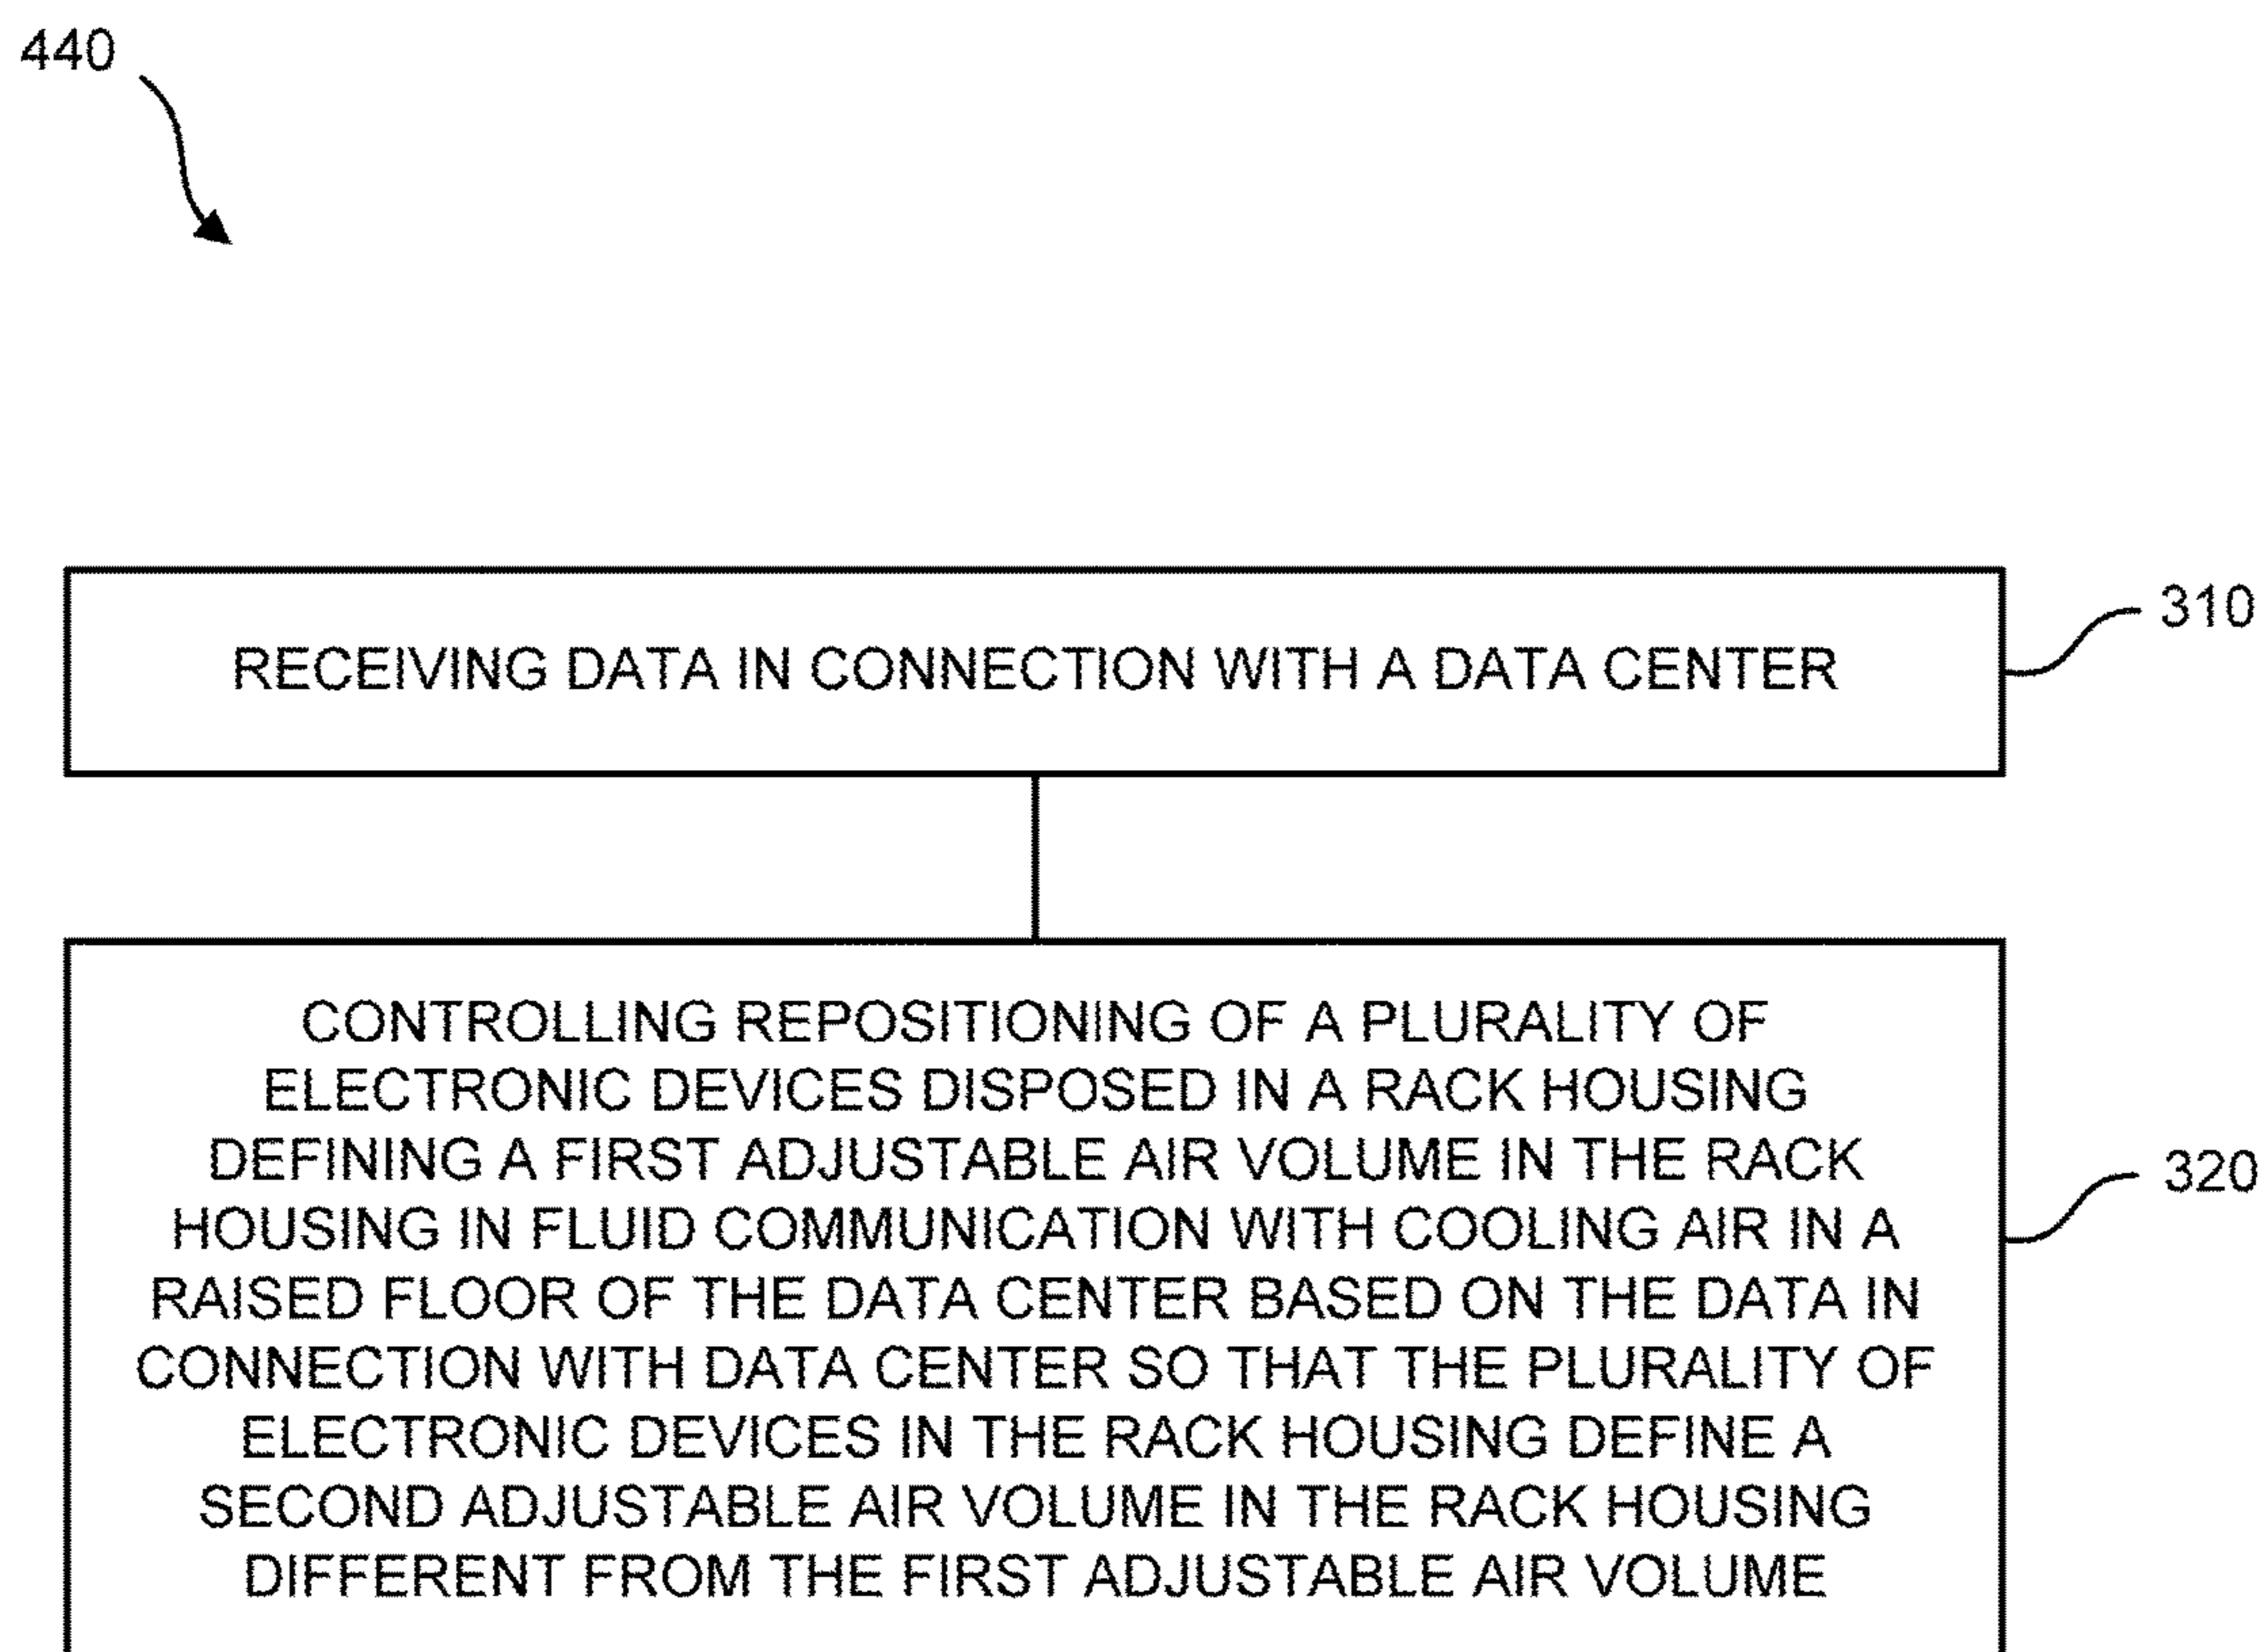 440
RECEIVING DATA IN CONNECTION WITH A DATA CENTER
310
CONTROLLING REPOSITIONING OF A PLURALITY OF
ELECTRONIC DEVICES DISPOSED IN A RACK HOUSING
DEFINING A FIRST ADJUSTABLE AIR VOLUME IN THE RACK
HOUSING IN FLUID COMMUNICATION WITH COOLING AIR IN A
RAISED FLOOR OF THE DATA CENTER BASED ON THE DATA IN
CONNECTION WITH DATA CENTER SO THAT THE PLURALITY OF
ELECTRONIC DEVICES IN THE RACK HOUSING DEFINE A
SECOND ADJUSTABLE AIR VOLUME IN THE RACK HOUSING
DIFFERENT FROM THE FIRST ADJUSTABLE AIR VOLUME
320